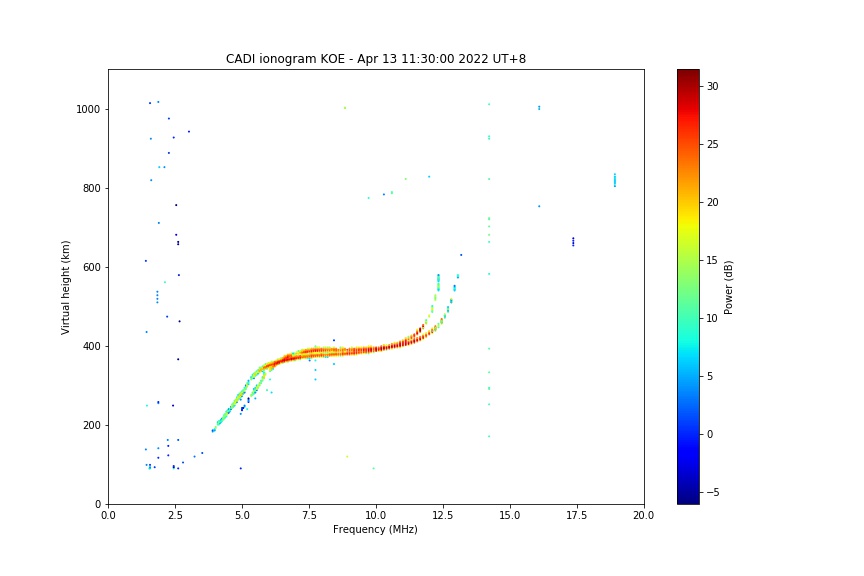 CADI ionogram KOE - Apr 13 11:30:00 2022 UT+8
Virtual height (km)
1000
800
600
400
200
0
0.0 2.5 5.0 7.5 10.0 12.5 15.0 17.5 20.0
Frequency (MHz)
30
25
20
15
10
5
0
−5
Power (dB)